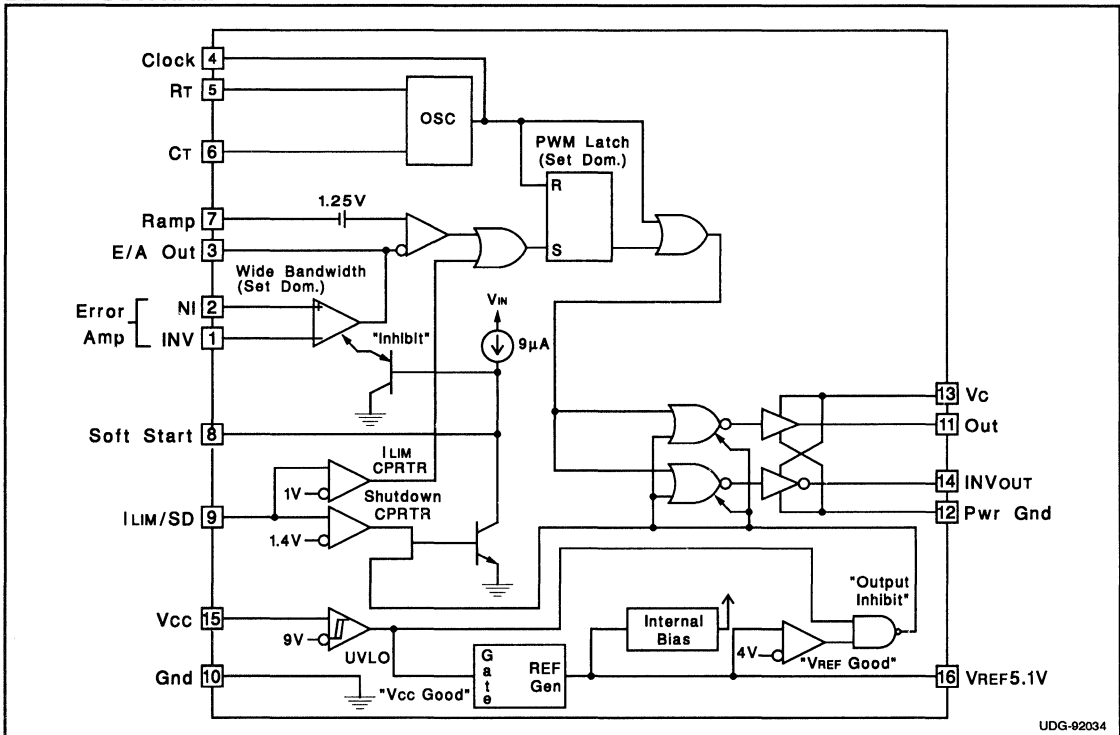 Clock 4
RT 5
OSC
CT 6
PWM Latch
(Set Dom.)
R
S
1.25V
Ramp 7
E/A Out 3
Wide Bandwidth
(Set Dom.)
Error
Amp
NI 2
INV 1
+
−
"Inhibit"
VIN
9µA
Soft Start 8
ILIM
CPRTR
1V
Shutdown
CPRTR
ILIM/SD 9
1.4V
13 Vc
11 Out
14 INVOUT
12 Pwr Gnd
"Output
Inhibit"
Vcc 15
9V
UVLO
Internal
Bias
4V
"VREF Good"
Gnd 10
"Vcc Good"
Gate
REF
Gen
16 VREF5.1V
UDG-92034